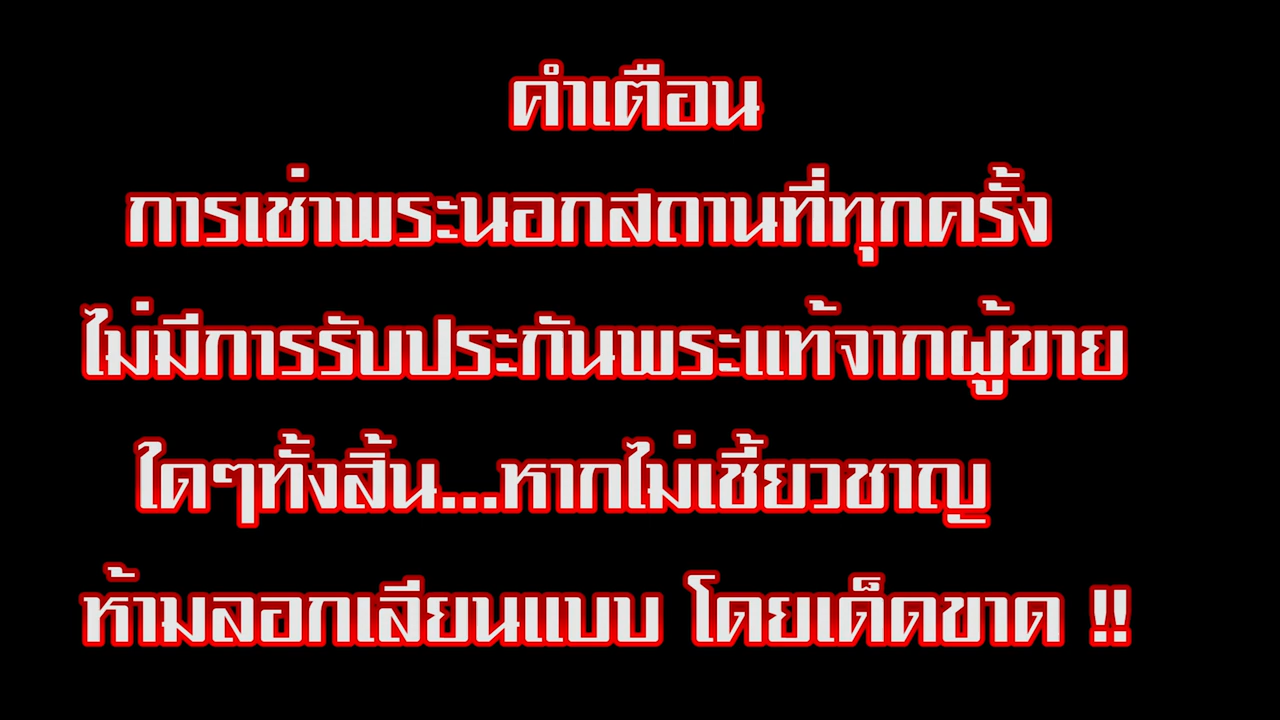 คำเตือน
การเช่าพระนอกสถานที่ทุกครั้ง
ไม่มีการรับประกันพระแท้จากผู้ขาย
ใดๆทั้งสิ้น...หากไม่เชี้ยวชาญ
ห้ามลอกเลียนแบบ โดยเด็ดขาด !!